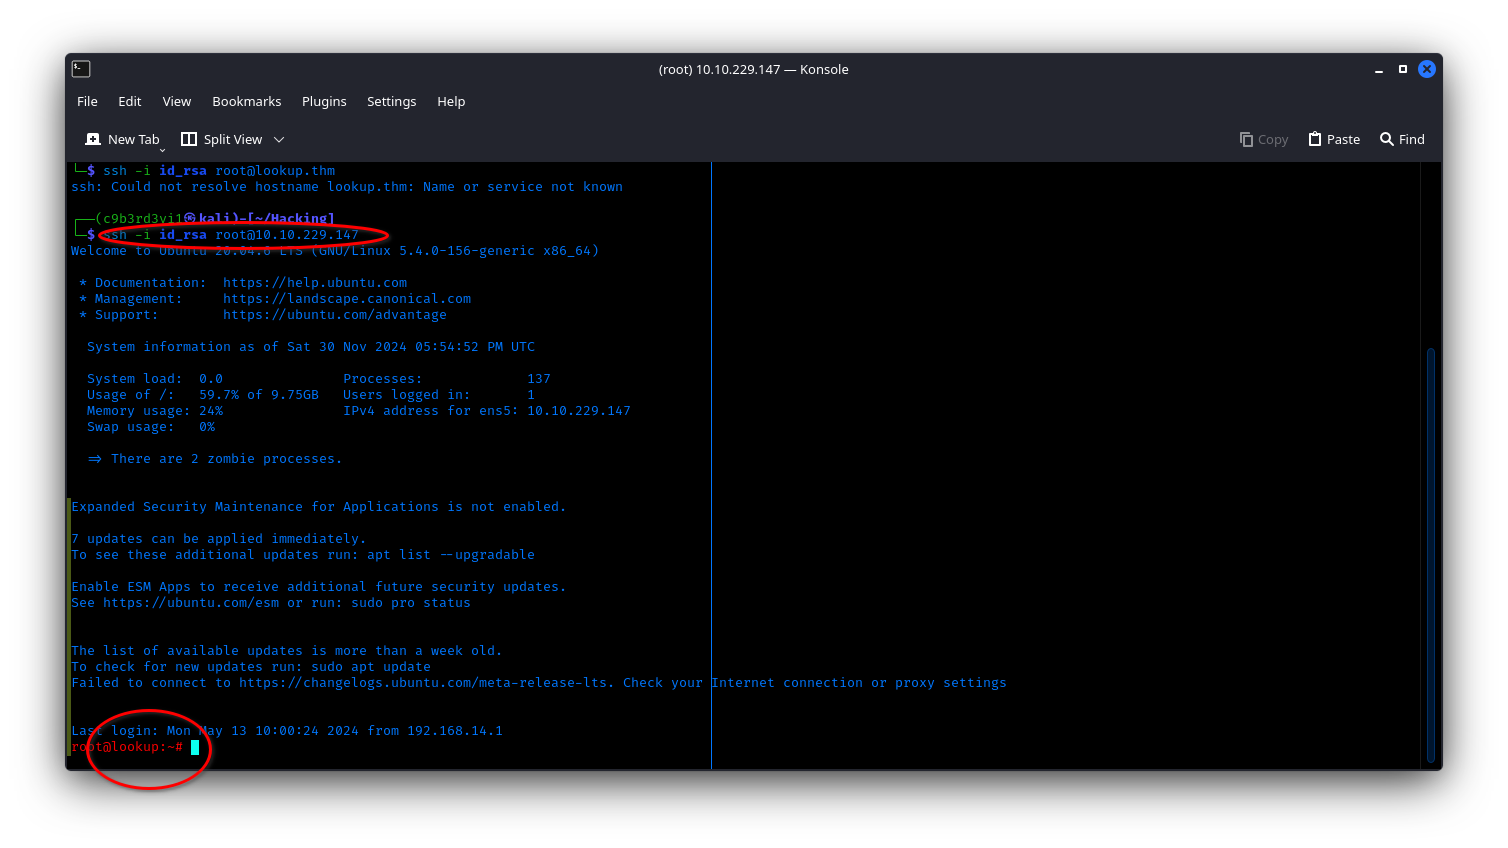 (root) 10.10.229.147 — Konsole
File Edit View Bookmarks Plugins Settings Help
New Tab Split View Copy Paste Find
└─$ ssh -i id_rsa root@lookup.thm
ssh: Could not resolve hostname lookup.thm: Name or service not known
┌──(c9b3rd3vi1㉿kali)-[~/Hacking]
└─$ ssh -i id_rsa root@10.10.229.147
Welcome to Ubuntu 20.04.6 LTS (GNU/Linux 5.4.0-156-generic x86_64)
* Documentation: https://help.ubuntu.com
* Management: https://landscape.canonical.com
* Support: https://ubuntu.com/advantage
System information as of Sat 30 Nov 2024 05:54:52 PM UTC
System load: 0.0 Processes: 137
Usage of /: 59.7% of 9.75GB Users logged in: 1
Memory usage: 24% IPv4 address for ens5: 10.10.229.147
Swap usage: 0%
=> There are 2 zombie processes.
Expanded Security Maintenance for Applications is not enabled.
7 updates can be applied immediately.
To see these additional updates run: apt list --upgradable
Enable ESM Apps to receive additional future security updates.
See https://ubuntu.com/esm or run: sudo pro status
The list of available updates is more than a week old.
To check for new updates run: sudo apt update
Failed to connect to https://changelogs.ubuntu.com/meta-release-lts. Check your Internet connection or proxy settings
Last login: Mon May 13 10:00:24 2024 from 192.168.14.1
root@lookup:~#